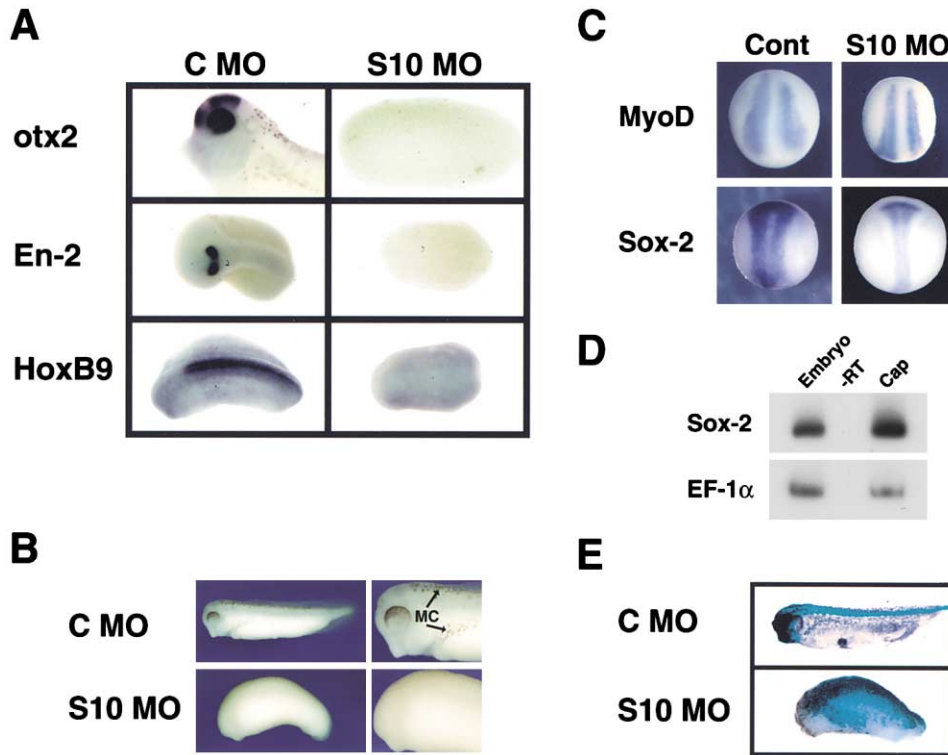 A
C MO S10 MO
otx2
En-2
HoxB9
B
C MO
MC
S10 MO
C
Cont S10 MO
MyoD
Sox-2
D
Embryo -RT Cap
Sox-2
EF-1α
E
C MO
S10 MO